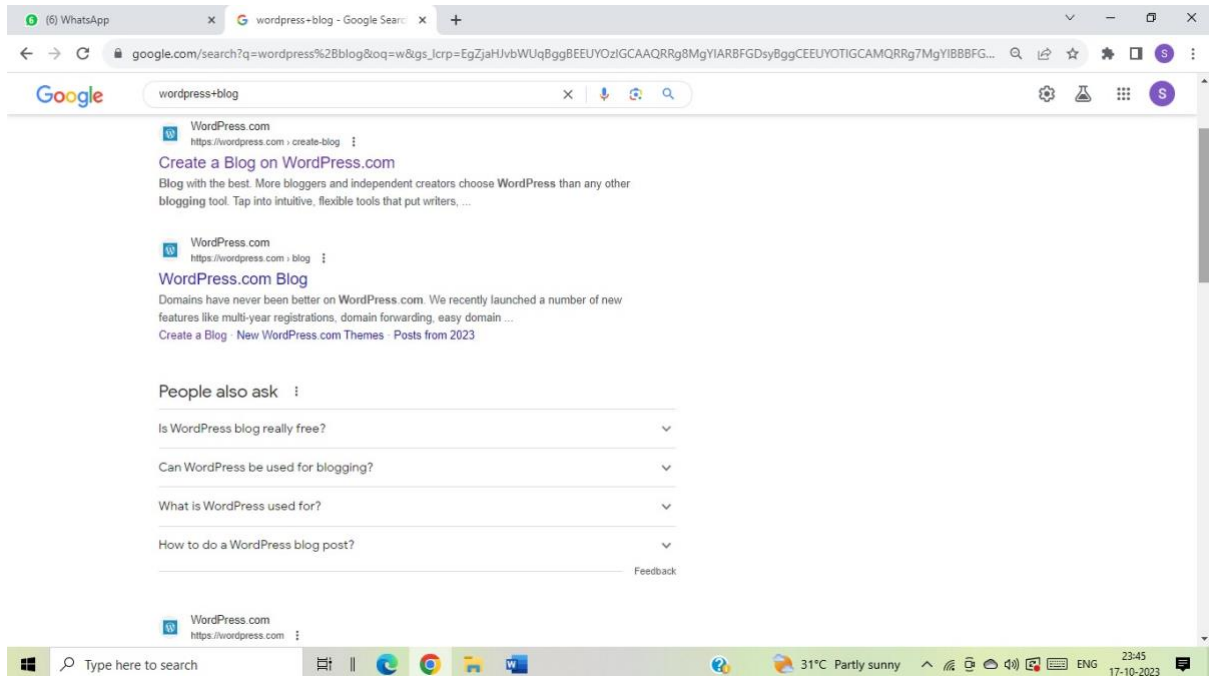 (6) WhatsApp
wordpress+blog - Google Searc
google.com/search?q=wordpress%2Bblog&oq=w&gs_lcrp=EgZjaHJvbWUqBggBEEUYOzIGCAAQRRg8MgYIARBFGDsyBggCEEUYOTIGCAMQRRg7MgYIBBBFG...
S
Google
wordpress+blog
S
WordPress.com
https://wordpress.com › create-blog
Create a Blog on WordPress.com
Blog with the best. More bloggers and independent creators choose WordPress than any other
blogging tool. Tap into intuitive, flexible tools that put writers, ...
WordPress.com
https://wordpress.com › blog
WordPress.com Blog
Domains have never been better on WordPress.com. We recently launched a number of new
features like multi-year registrations, domain forwarding, easy domain ...
Create a Blog · New WordPress.com Themes · Posts from 2023
People also ask
Is WordPress blog really free?
Can WordPress be used for blogging?
What is WordPress used for?
How to do a WordPress blog post?
Feedback
WordPress.com
https://wordpress.com
Type here to search
31°C Partly sunny
ENG
23:45
17-10-2023